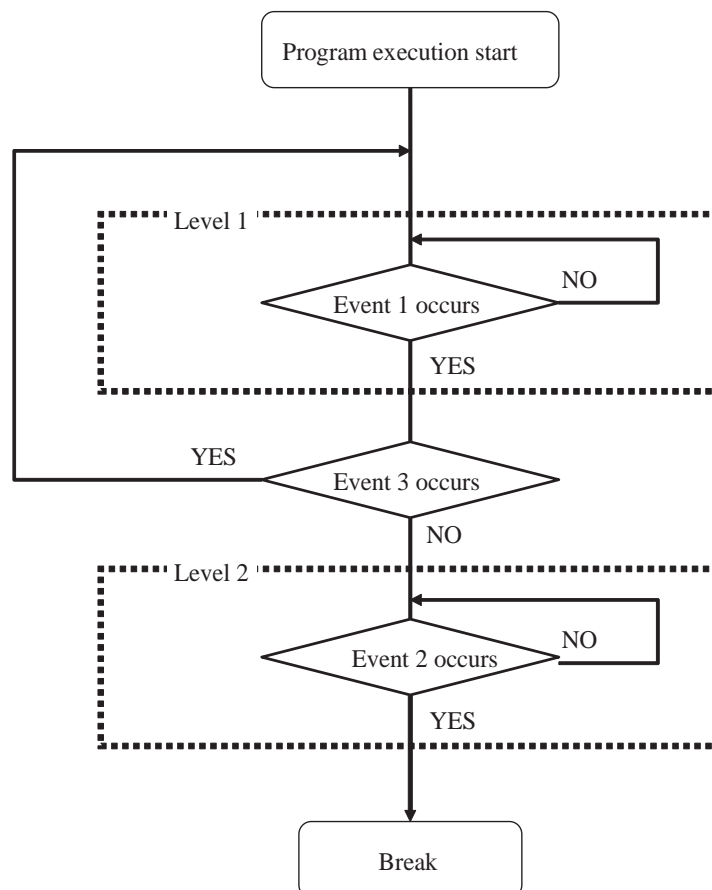 Program execution start
Level 1
NO
Event 1 occurs
YES
YES
Event 3 occurs
NO
Level 2
NO
Event 2 occurs
YES
Break